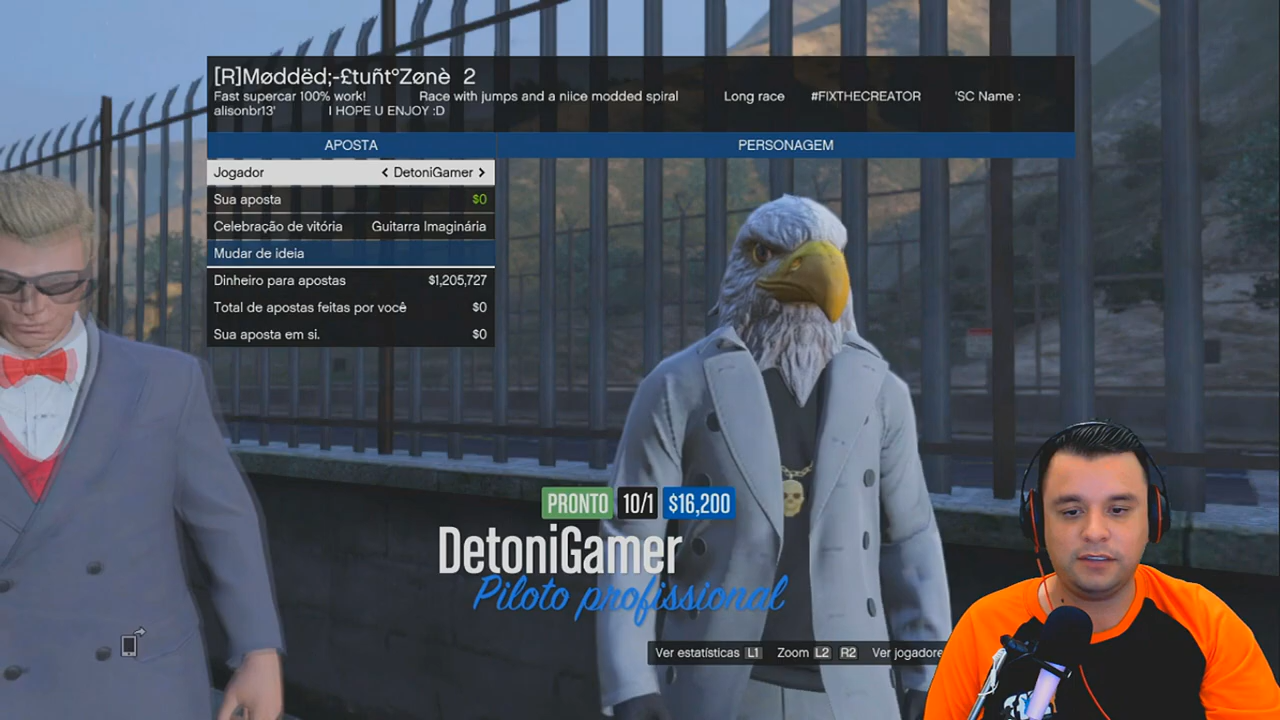 [R]Møddëd;-£tuñtºZønè 2
Fast supercar 100% work! Race with jumps and a niice modded spiral Long race #FIXTHECREATOR 'SC Name :
alisonbr13' I HOPE U ENJOY :D
APOSTA PERSONAGEM
Jogador < DetoniGamer >
Sua aposta $0
Celebração de vitória Guitarra Imaginária
Mudar de ideia
Dinheiro para apostas $1,205,727
Total de apostas feitas por você $0
Sua aposta em si. $0
PRONTO 10/1 $16,200
DetoniGamer
Piloto profissional
Ver estatísticas L1 Zoom L2 R2 Ver jogadore